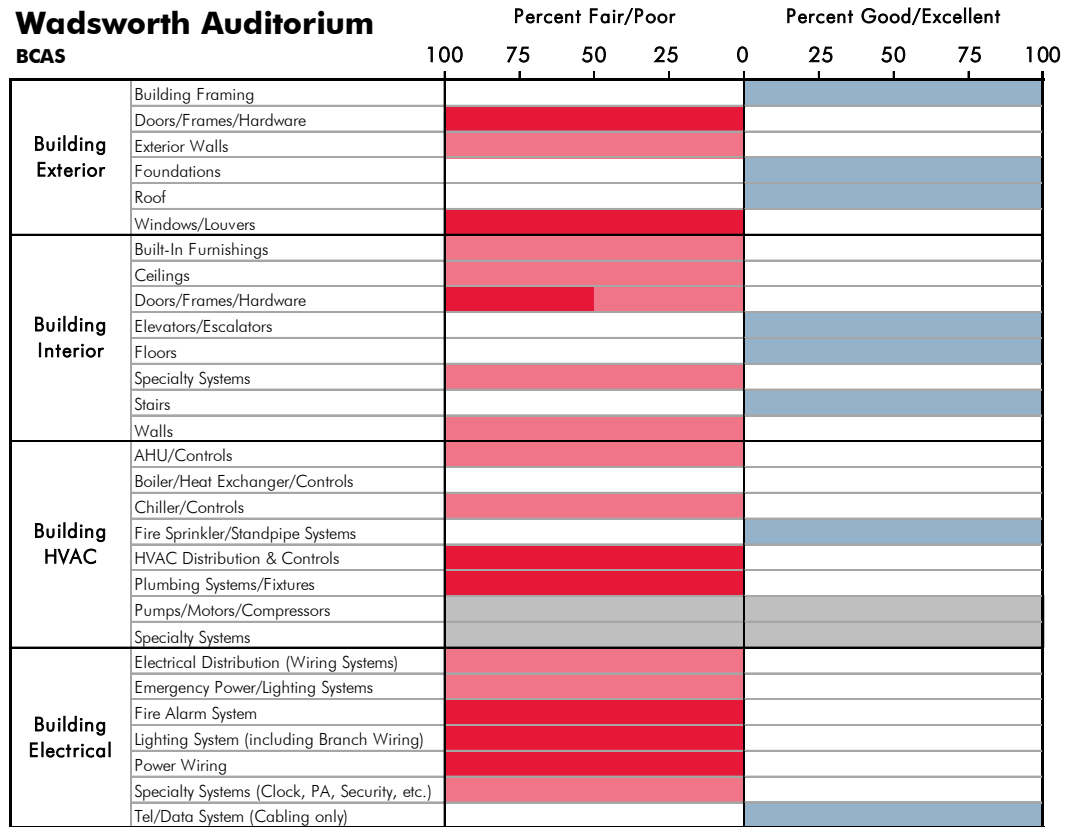 Wadsworth Auditorium
Percent Fair/Poor
Percent Good/Excellent
BCAS
100 75 50 25 0 25 50 75 100
Building Exterior
Building Framing
Doors/Frames/Hardware
Exterior Walls
Foundations
Roof
Windows/Louvers
Building Interior
Built-In Furnishings
Ceilings
Doors/Frames/Hardware
Elevators/Escalators
Floors
Specialty Systems
Stairs
Walls
Building HVAC
AHU/Controls
Boiler/Heat Exchanger/Controls
Chiller/Controls
Fire Sprinkler/Standpipe Systems
HVAC Distribution & Controls
Plumbing Systems/Fixtures
Pumps/Motors/Compressors
Specialty Systems
Building Electrical
Electrical Distribution (Wiring Systems)
Emergency Power/Lighting Systems
Fire Alarm System
Lighting System (including Branch Wiring)
Power Wiring
Specialty Systems (Clock, PA, Security, etc.)
Tel/Data System (Cabling only)